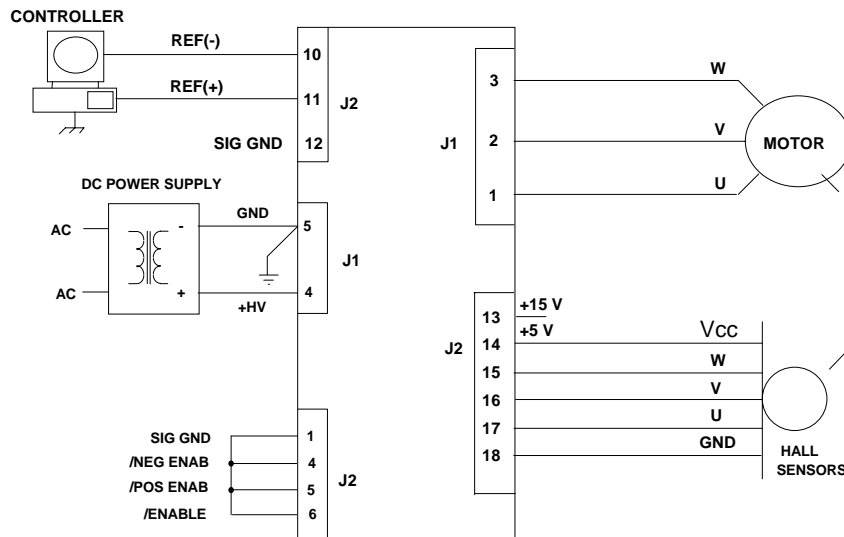 CONTROLLER
REF(-)
10
REF(+)
11
J2
SIG GND
12
DC POWER SUPPLY
AC
-
GND
5
J1
AC
+
+HV
4
SIG GND
1
/NEG ENAB
4
/POS ENAB
5
J2
/ENABLE
6
3
W
J1
2
V
MOTOR
1
U
13
+15 V
+5 V
J2
14
Vcc
15
W
16
V
17
U
18
GND
HALL
SENSORS